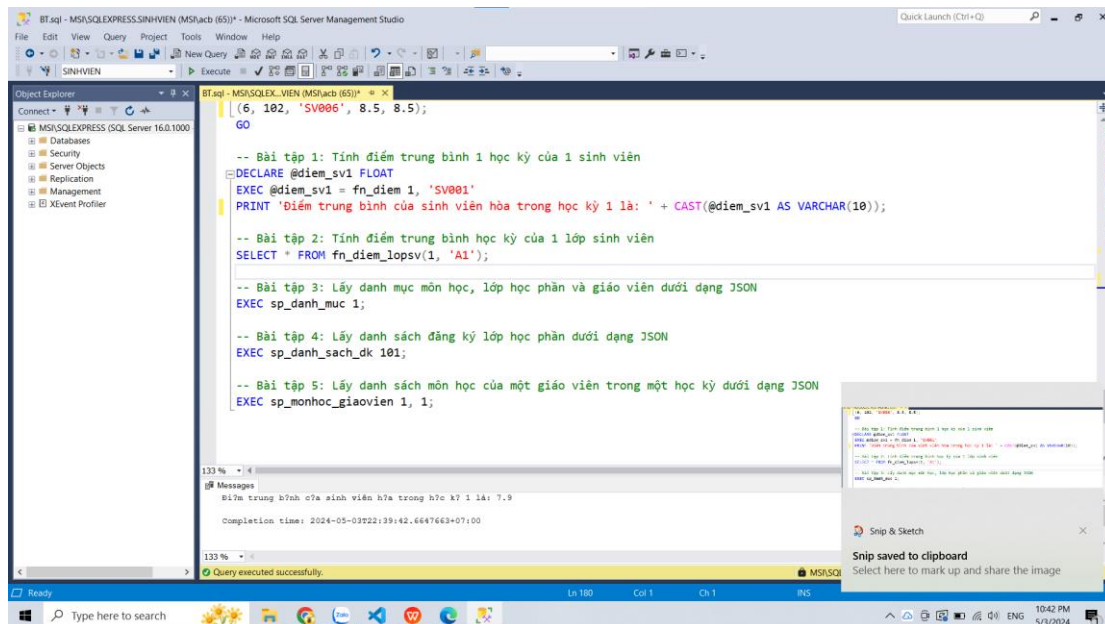 BT.sql - MSI\SQLEXPRESS.SINHVIEN (MSI\acb (65))* - Microsoft SQL Server Management Studio
Quick Launch (Ctrl+Q)
File Edit View Query Project Tools Window Help
New Query
SINHVIEN
Execute
Object Explorer
BT.sql - MSI\SQLEX...VIEN (MSI\acb (65))*
Connect
MSI\SQLEXPRESS (SQL Server 16.0.1000
Databases
Security
Server Objects
Replication
Management
XEvent Profiler
(6, 102, 'SV006', 8.5, 8.5);
GO
-- Bài tập 1: Tính điểm trung bình 1 học kỳ của 1 sinh viên
DECLARE @diem_sv1 FLOAT
EXEC @diem_sv1 = fn_diem 1, 'SV001'
PRINT 'Điểm trung bình của sinh viên hòa trong học kỳ 1 là: ' + CAST(@diem_sv1 AS VARCHAR(10));
-- Bài tập 2: Tính điểm trung bình học kỳ của 1 lớp sinh viên
SELECT * FROM fn_diem_lopsv(1, 'A1');
-- Bài tập 3: Lấy danh mục môn học, lớp học phần và giáo viên dưới dạng JSON
EXEC sp_danh_muc 1;
-- Bài tập 4: Lấy danh sách đăng ký lớp học phần dưới dạng JSON
EXEC sp_danh_sach_dk 101;
-- Bài tập 5: Lấy danh sách môn học của một giáo viên trong một học kỳ dưới dạng JSON
EXEC sp_monhoc_giaovien 1, 1;
133 %
Messages
Đi?m trung b?nh c?a sinh viên h?a trong h?c k? 1 là: 7.9
Completion time: 2024-05-03T22:39:42.6647663+07:00
133 %
Query executed successfully.
MSI\SQL
Snip & Sketch
Snip saved to clipboard
Select here to mark up and share the image
Ready
Ln 180
Col 1
Ch 1
INS
Type here to search
Zalo
ENG
10:42 PM
5/3/2024